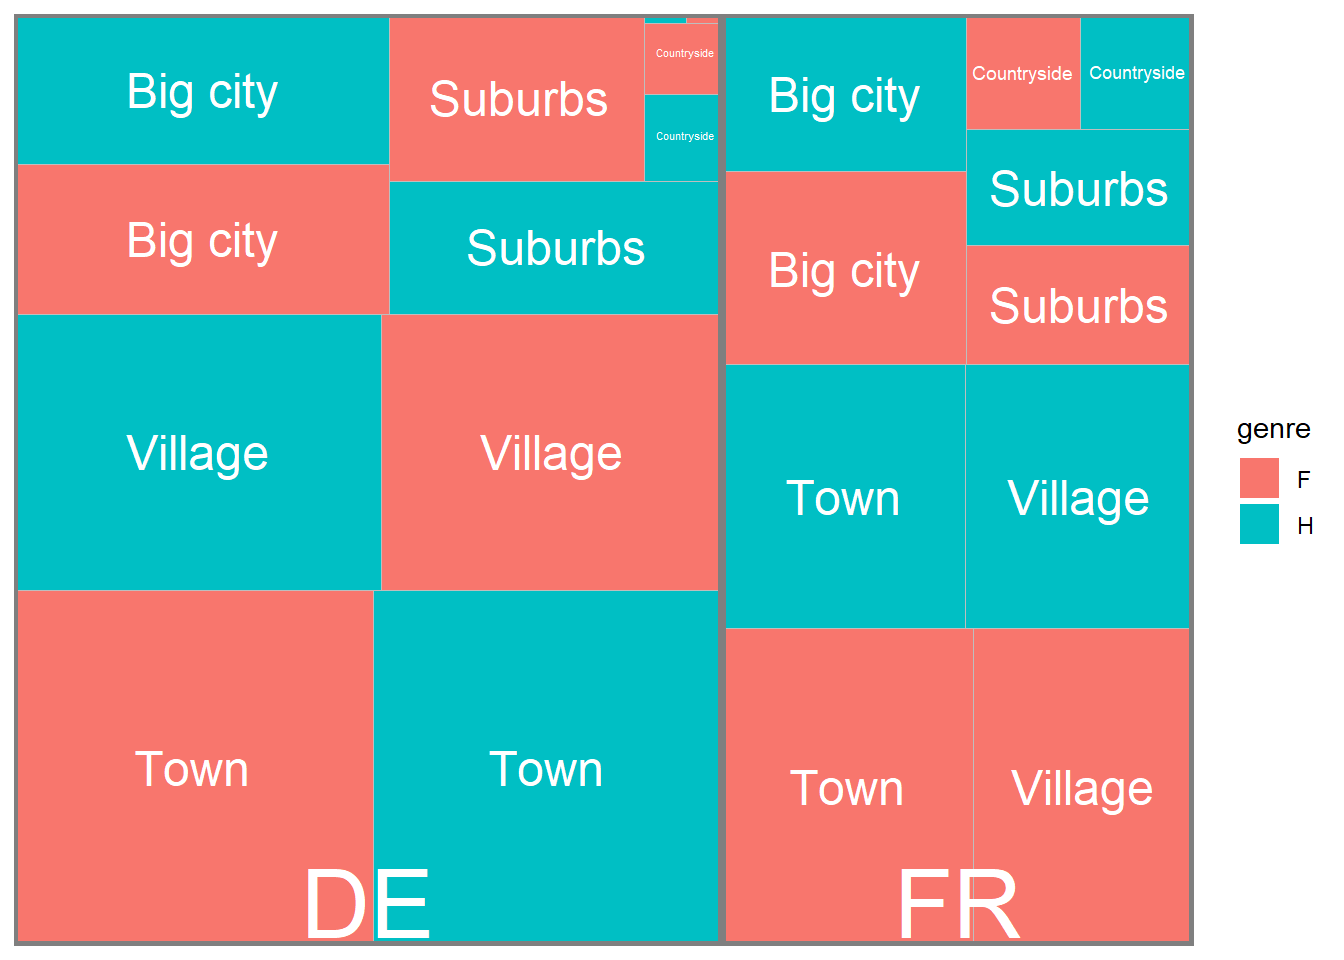 Big city
Suburbs
Countryside
Countryside
Big city
Suburbs
Village
Village
Town
Town
DE
Big city
Countryside
Countryside
Suburbs
Big city
Suburbs
Town
Village
Town
Village
FR
genre
F
H